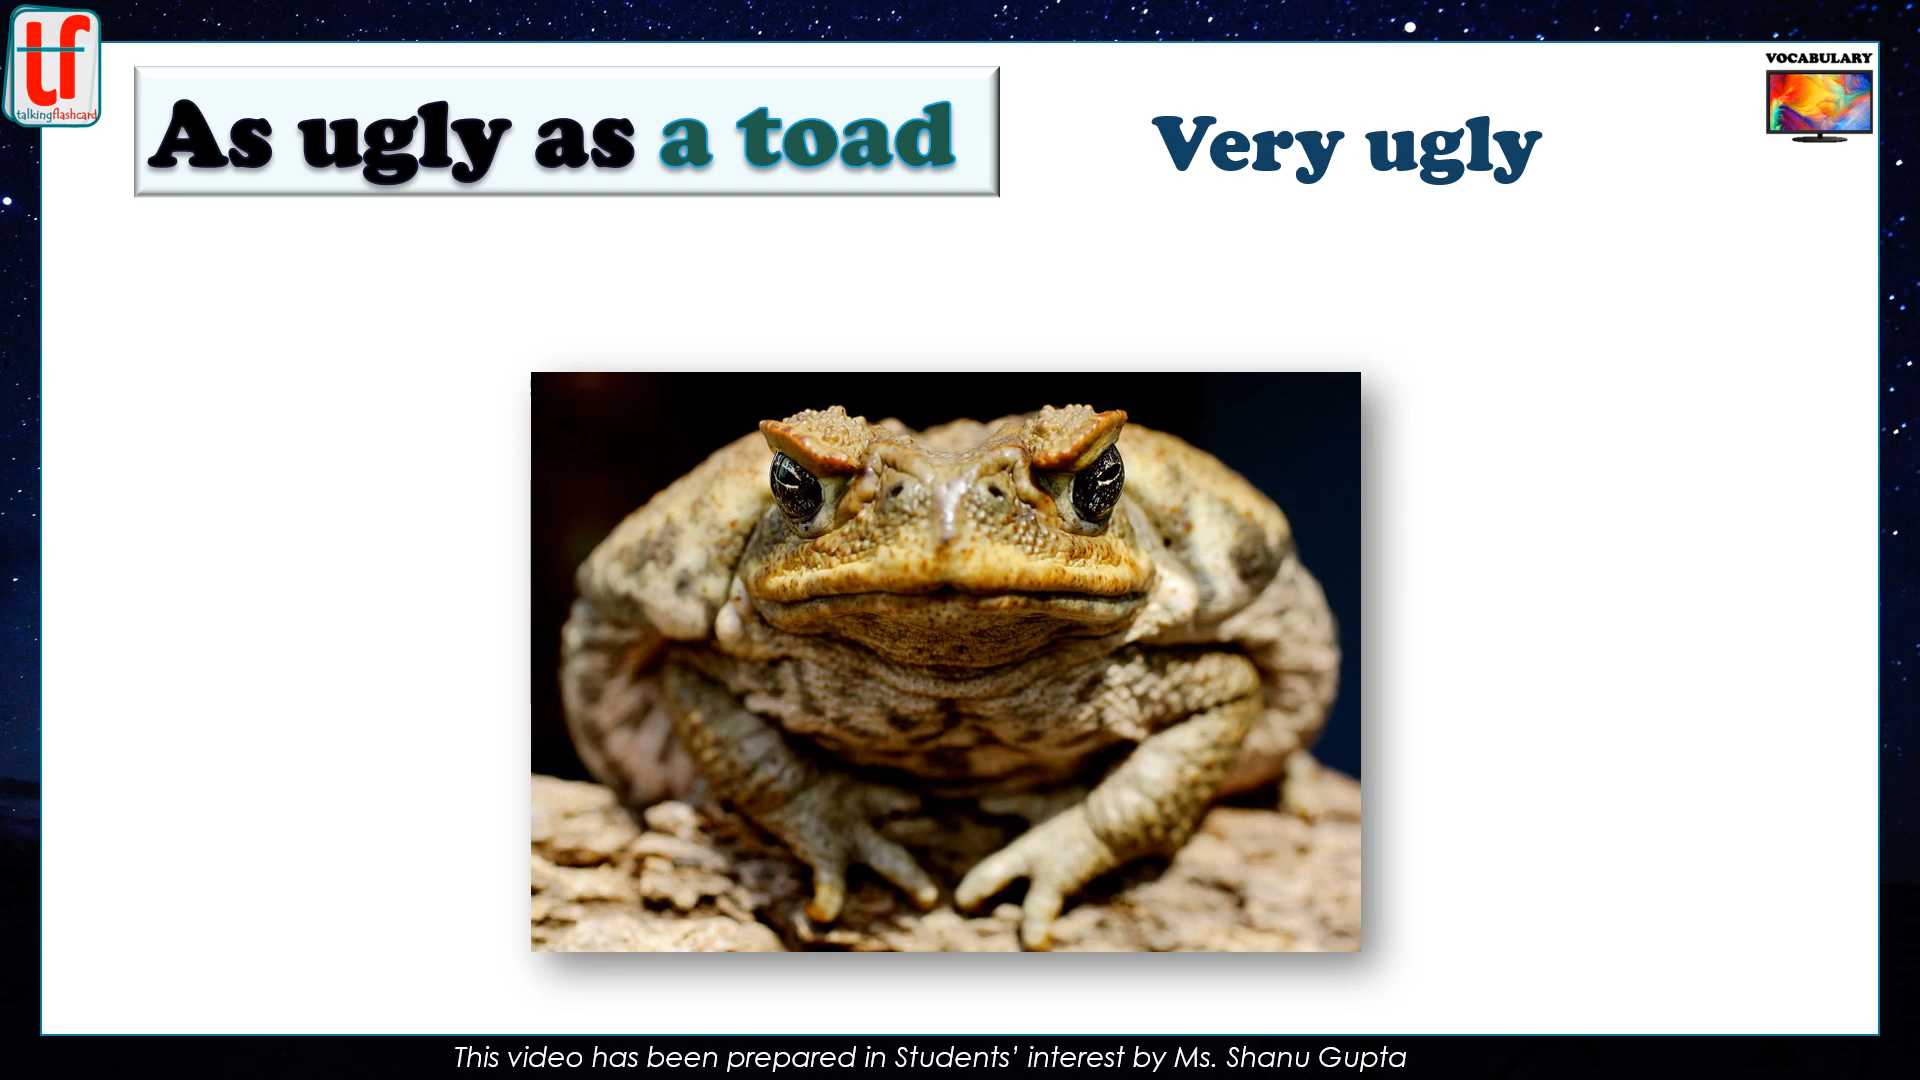 tf
talkingflashcard
As ugly as a toad
Very ugly
VOCABULARY
This video has been prepared in Students’ interest by Ms. Shanu Gupta